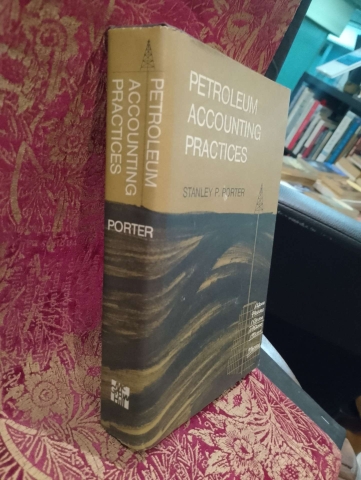 PETROLEUM
ACCOUNTING
PRACTICES
PORTER
PETROLEUM
ACCOUNTING
PRACTICES
STANLEY P. PORTER